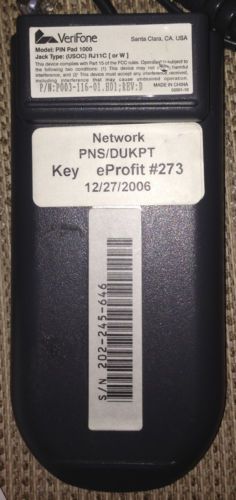 VeriFone
Santa Clara, CA. USA
Model: PIN Pad 1000
Jack Type: (USOC) RJ11C [ or W ]
This device complies with Part 15 of the FCC rules. Operation is subject to
the following two conditions: (1) This device may not cause harmful
interference, and (2) This device must accept any interference received,
including interference that may cause undesired operation.
P/N:P003-116-01.E01;REV:D
MADE IN CHINA
Network
PNS/DUKPT
Key eProfit #273
12/27/2006
S/N 202-245-646